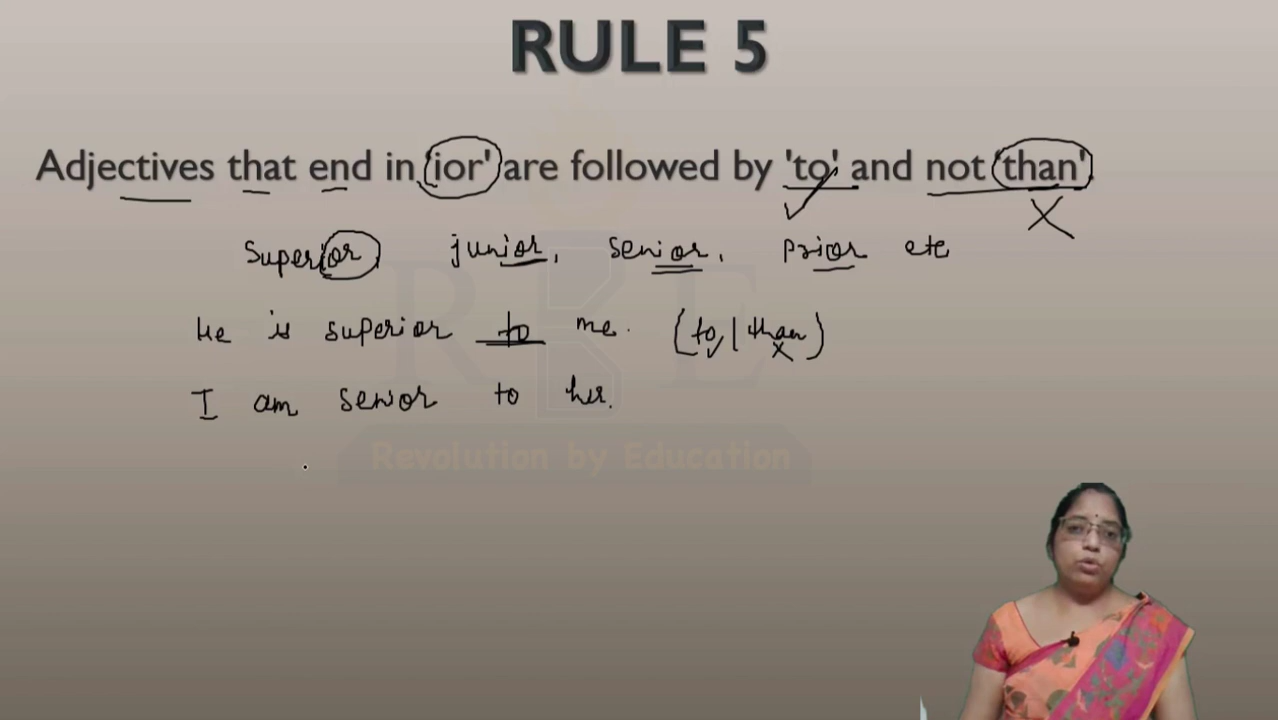 RULE 5
Adjectives that end in 'ior' are followed by 'to' and not 'than'
Superior junior, senior, prior etc
He is superior to me. (to | than)
I am senior to her.
RBE
Revolution by Education